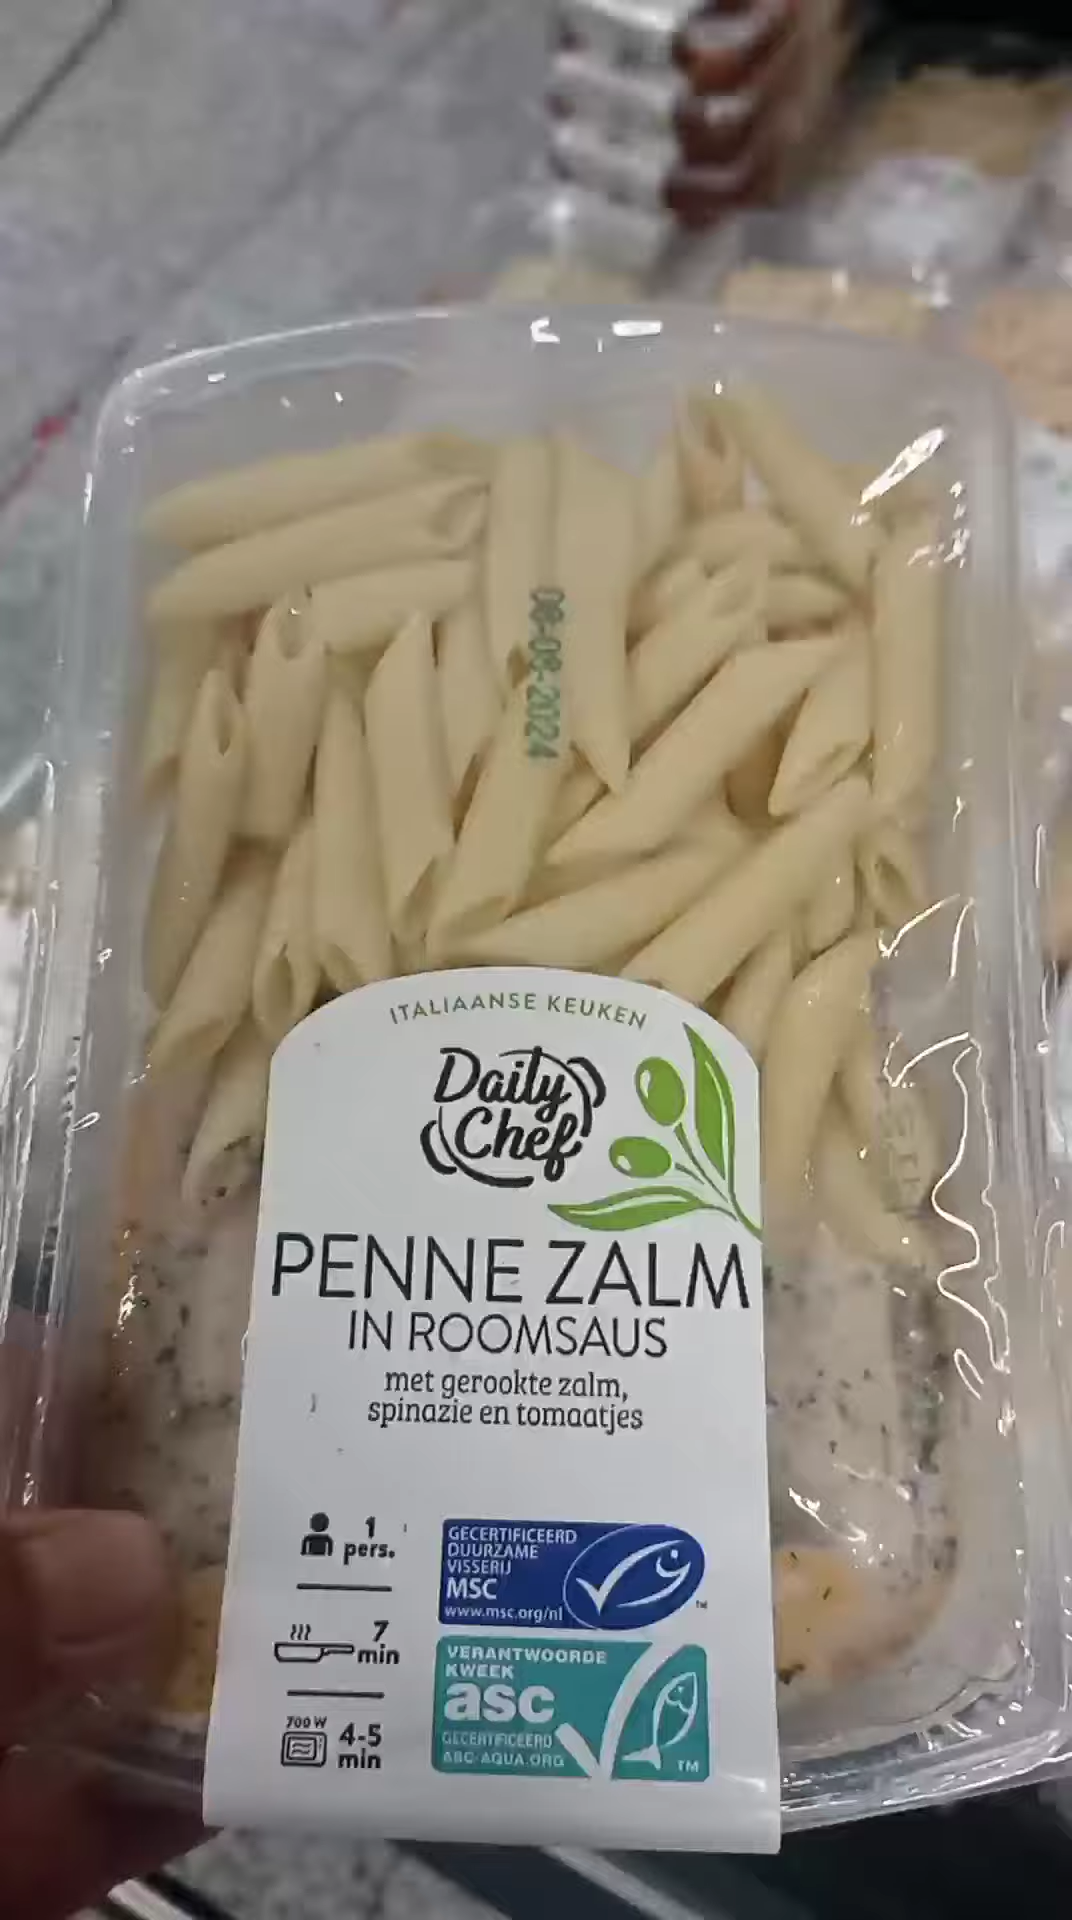 08-08-2024
ITALIAANSE KEUKEN
Daily
Chef
PENNE ZALM
IN ROOMSAUS
met gerookte zalm,
spinazie en tomaatjes
1
pers.
7
min
700 W
4-5
min
GECERTIFICEERD
DUURZAME
VISSERIJ
MSC
www.msc.org/nl
TM
VERANTWOORDE
KWEEK
asc
GECERTIFICEERD
ASC-AQUA.ORG
TM